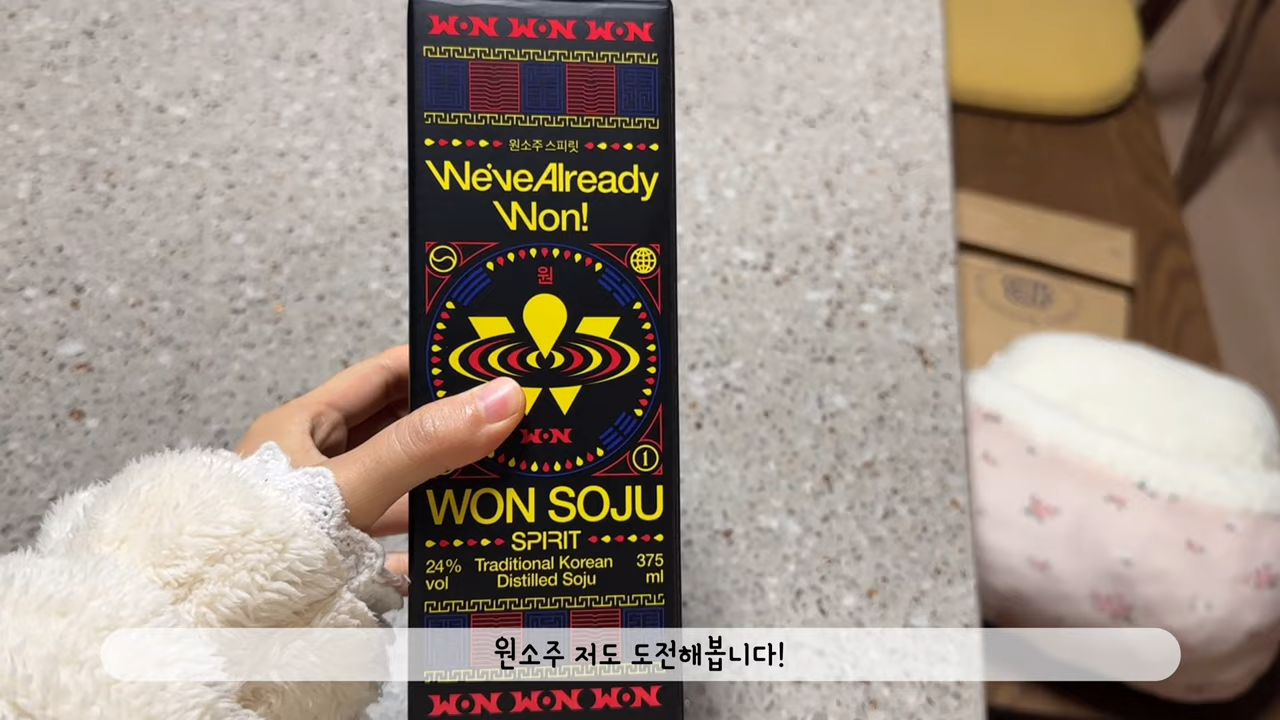 WON WON WON
원소주 스피릿
We've Already
Won!
원
WON
1
WON SOJU
SPIRIT
24% vol
Traditional Korean Distilled Soju
375 ml
원소주 저도 도전해봅니다!
WON WON WON